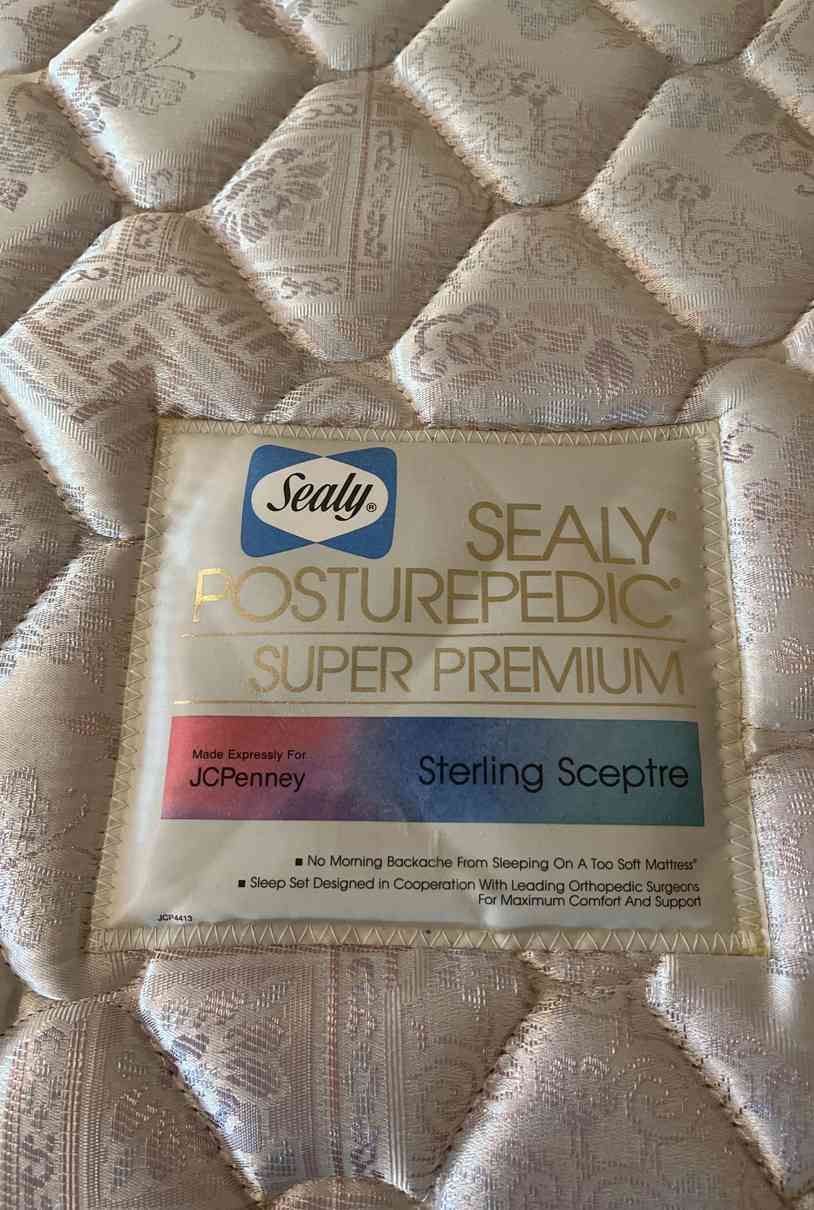 Sealy®
SEALY®
POSTUREPEDIC®
SUPER PREMIUM
Made Expressly For
JCPenney
Sterling Sceptre
■ No Morning Backache From Sleeping On A Too Soft Mattress®
■ Sleep Set Designed in Cooperation With Leading Orthopedic Surgeons
For Maximum Comfort And Support
JCP4413